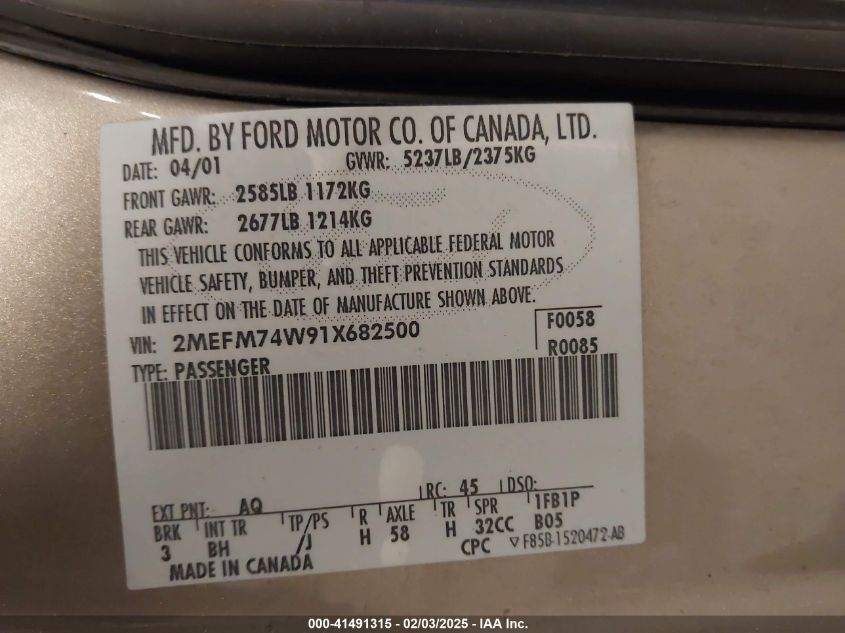 MFD. BY FORD MOTOR CO. OF CANADA, LTD.
DATE: 04/01 GVWR: 5237LB/2375KG
FRONT GAWR: 2585LB 1172KG
REAR GAWR: 2677LB 1214KG
THIS VEHICLE CONFORMS TO ALL APPLICABLE FEDERAL MOTOR
VEHICLE SAFETY, BUMPER, AND THEFT PREVENTION STANDARDS
IN EFFECT ON THE DATE OF MANUFACTURE SHOWN ABOVE.
VIN: 2MEFM74W91X682500 F0058
TYPE: PASSENGER R0085
EXT PNT: AQ RC: 45 DSO:
BRK INT TR TP/PS R AXLE TR SPR 1FB1P
3 BH /J H 58 H 32CC B05
MADE IN CANADA CPC ▽F85B-1520472-AB
000-41491315 - 02/03/2025 - IAA Inc.